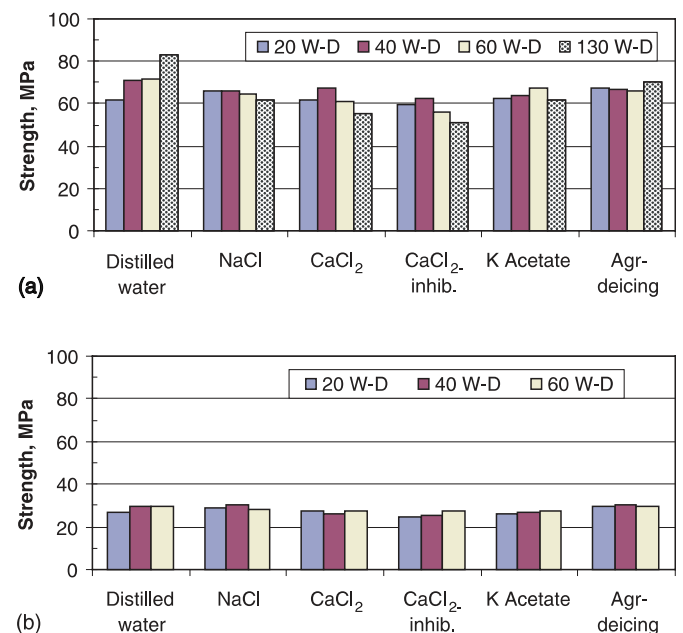 100
20 W-D 40 W-D 60 W-D 130 W-D
80
60
40
20
0
Strength, MPa
Distilled water
NaCl
CaCl₂
CaCl₂-inhib.
K Acetate
Agr-deicing
(a)
100
20 W-D 40 W-D 60 W-D
80
60
40
20
0
Strength, MPa
Distilled water
NaCl
CaCl₂
CaCl₂-inhib.
K Acetate
Agr-deicing
(b)